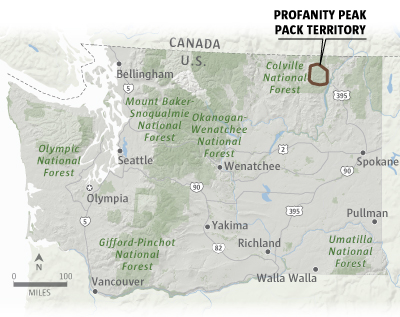 PROFANITY PEAK
PACK TERRITORY
CANADA
U.S.
Bellingham
5
Colville
National
Forest
395
Mount Baker-
Snoqualmie
National
Forest
Okanogan-
Wenatchee
National
Forest
2
Olympic
National
Forest
Seattle
Wenatchee
Spokane
90
90
Olympia
5
Yakima
395
Pullman
82
Richland
Gifford-Pinchot
National
Forest
Umatilla
National
Forest
N
0
100
MILES
Vancouver
Walla Walla